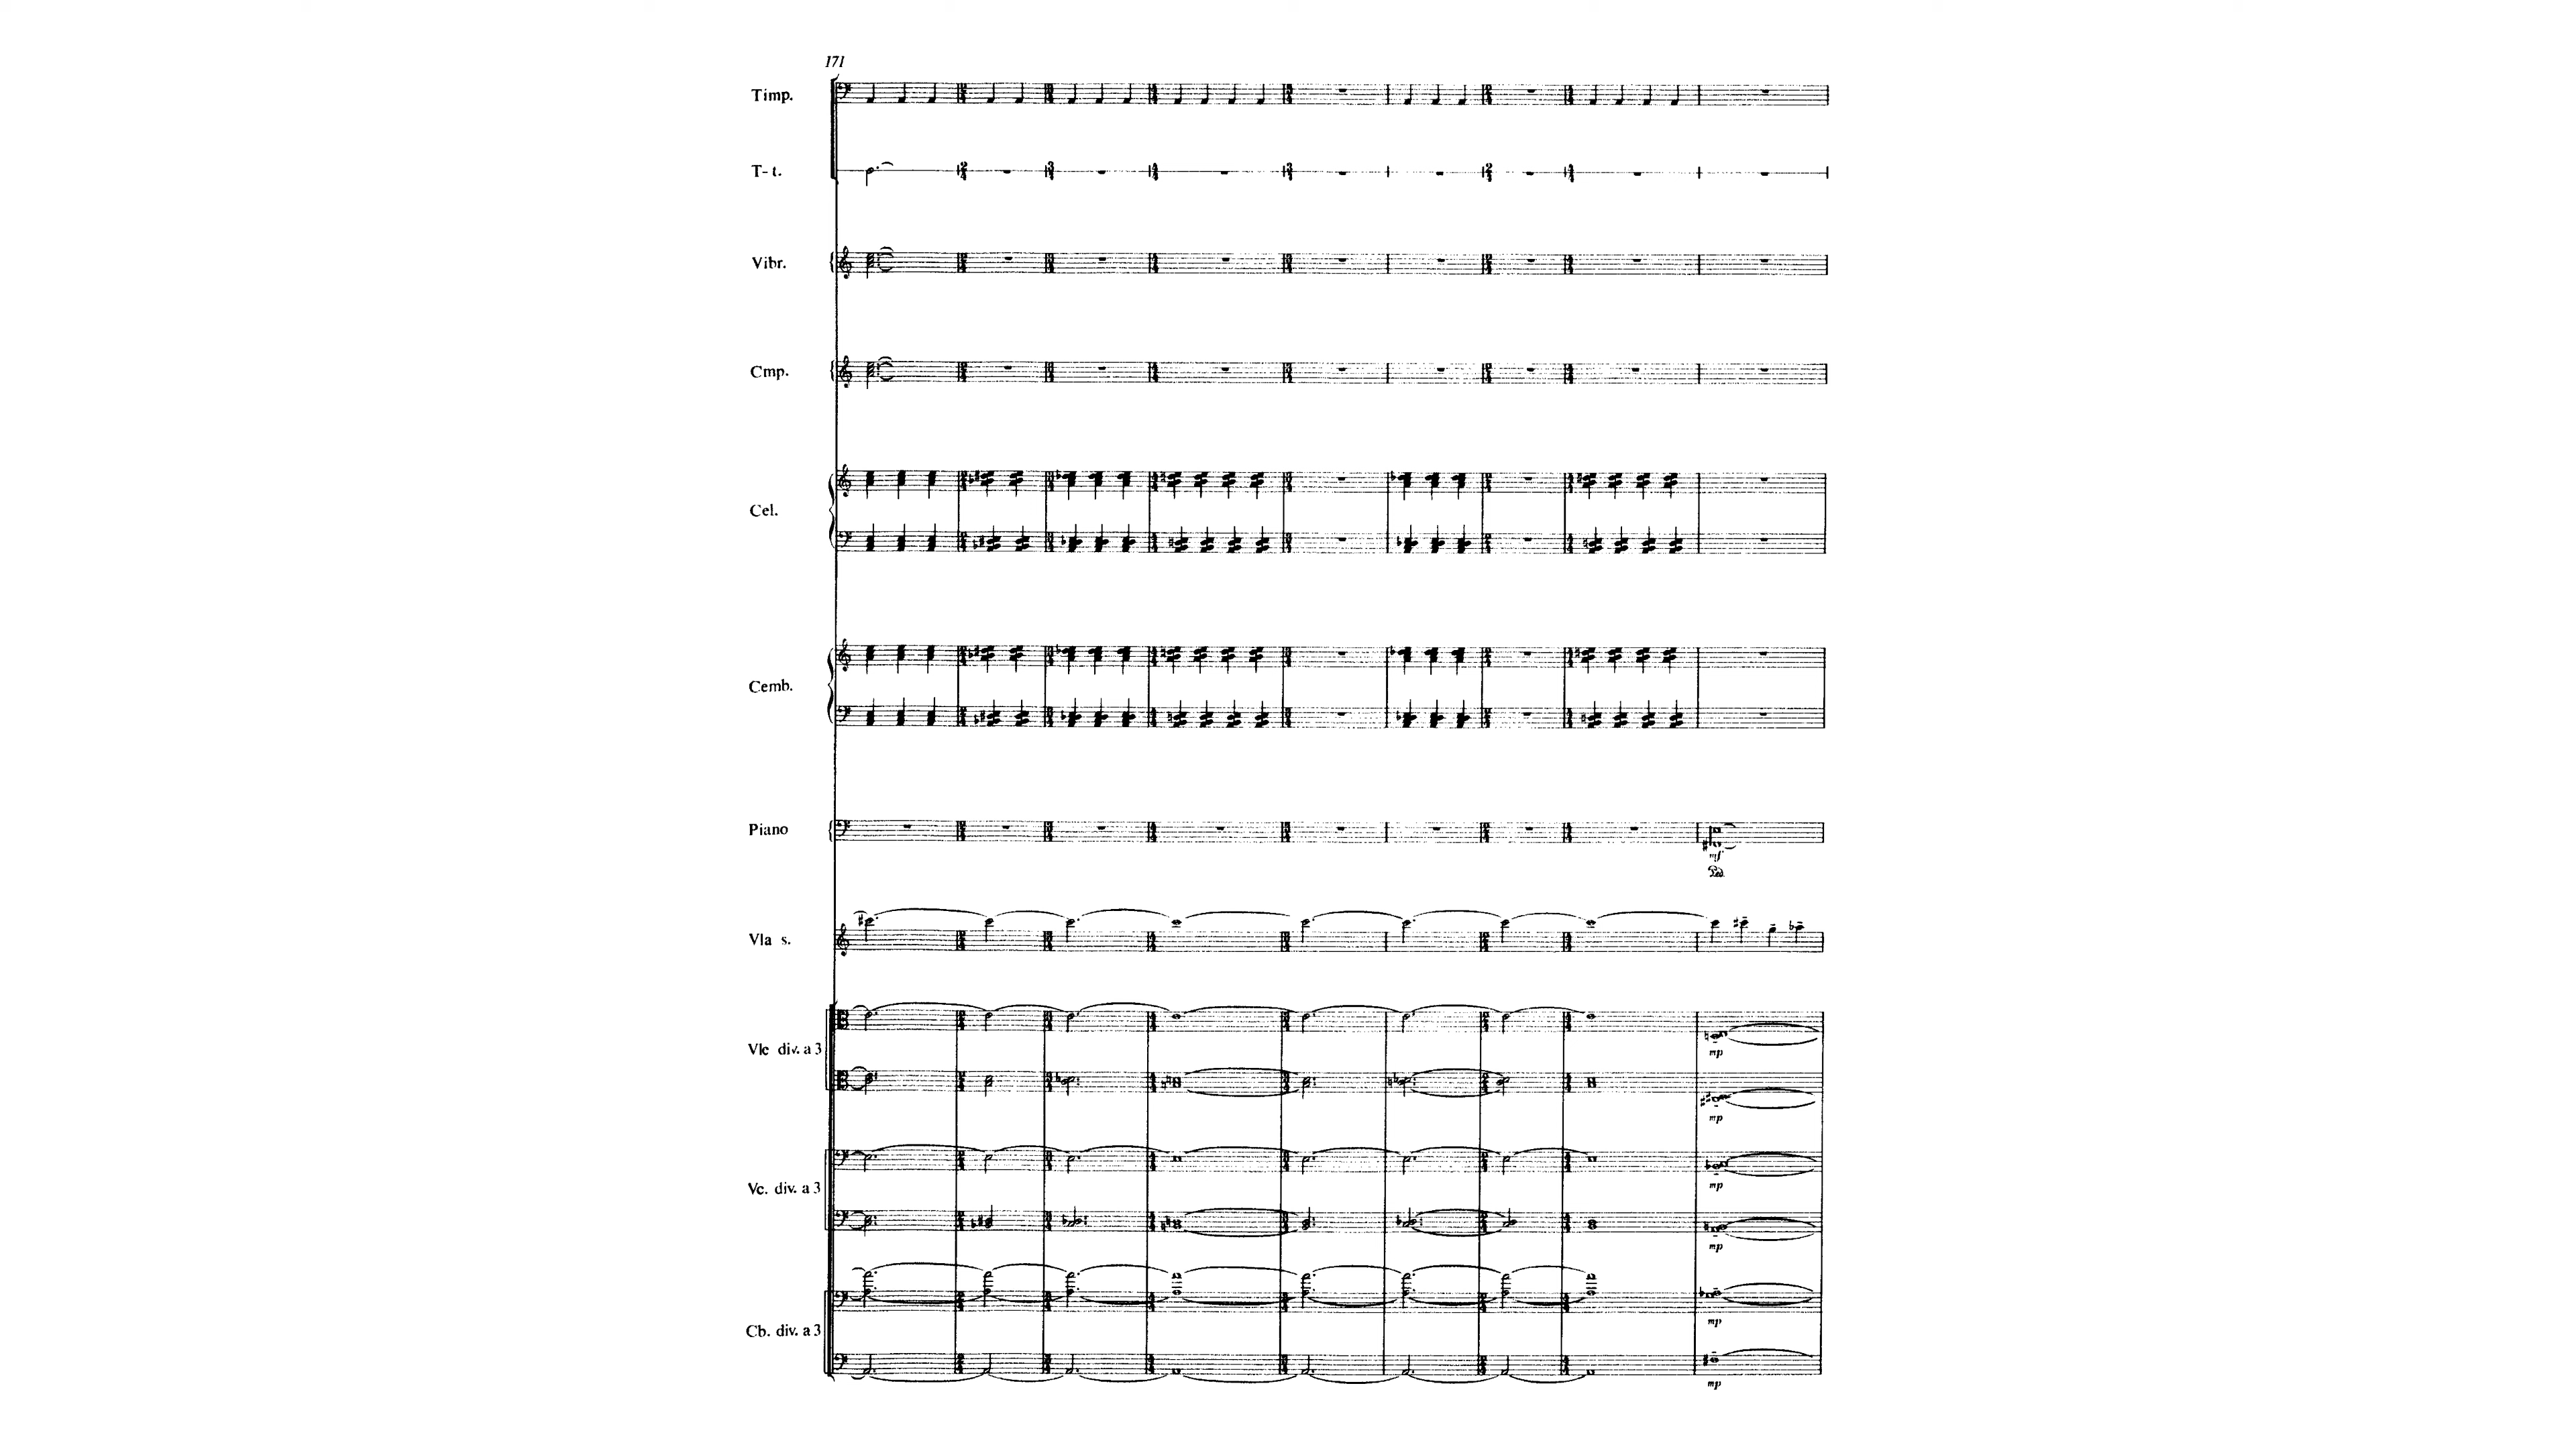 171
Timp.
T-t.
Vibr.
Cmp.
Cel.
Cemb.
Piano
mf
Ped
Vla s.
Vle div. a 3
mp
mp
Vc. div. a 3
mp
mp
Cb. div. a 3
mp
mp